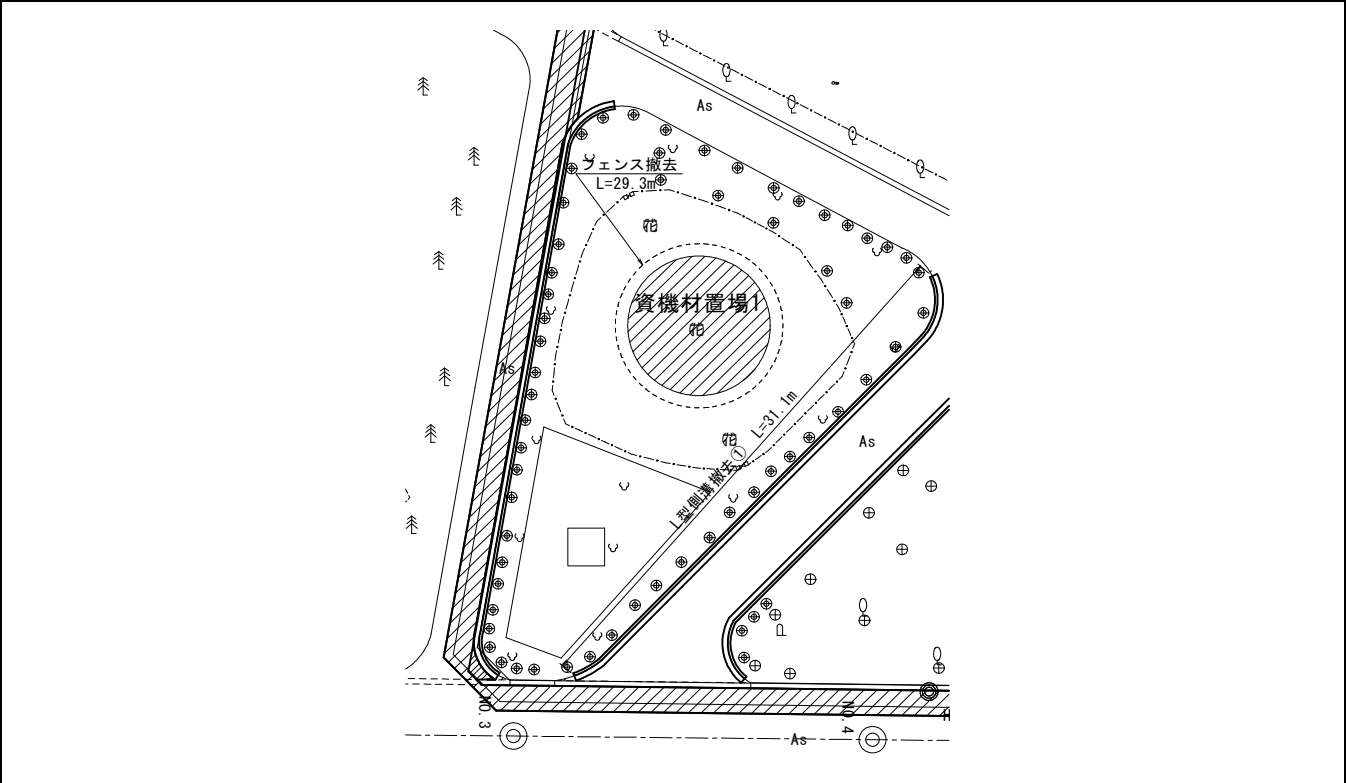 As
フェンス撤去
L=29.3m
花
資機材置場1
花
As
L=31.1m
花
As
L型側溝撤去①
NO.3
NO.4
As